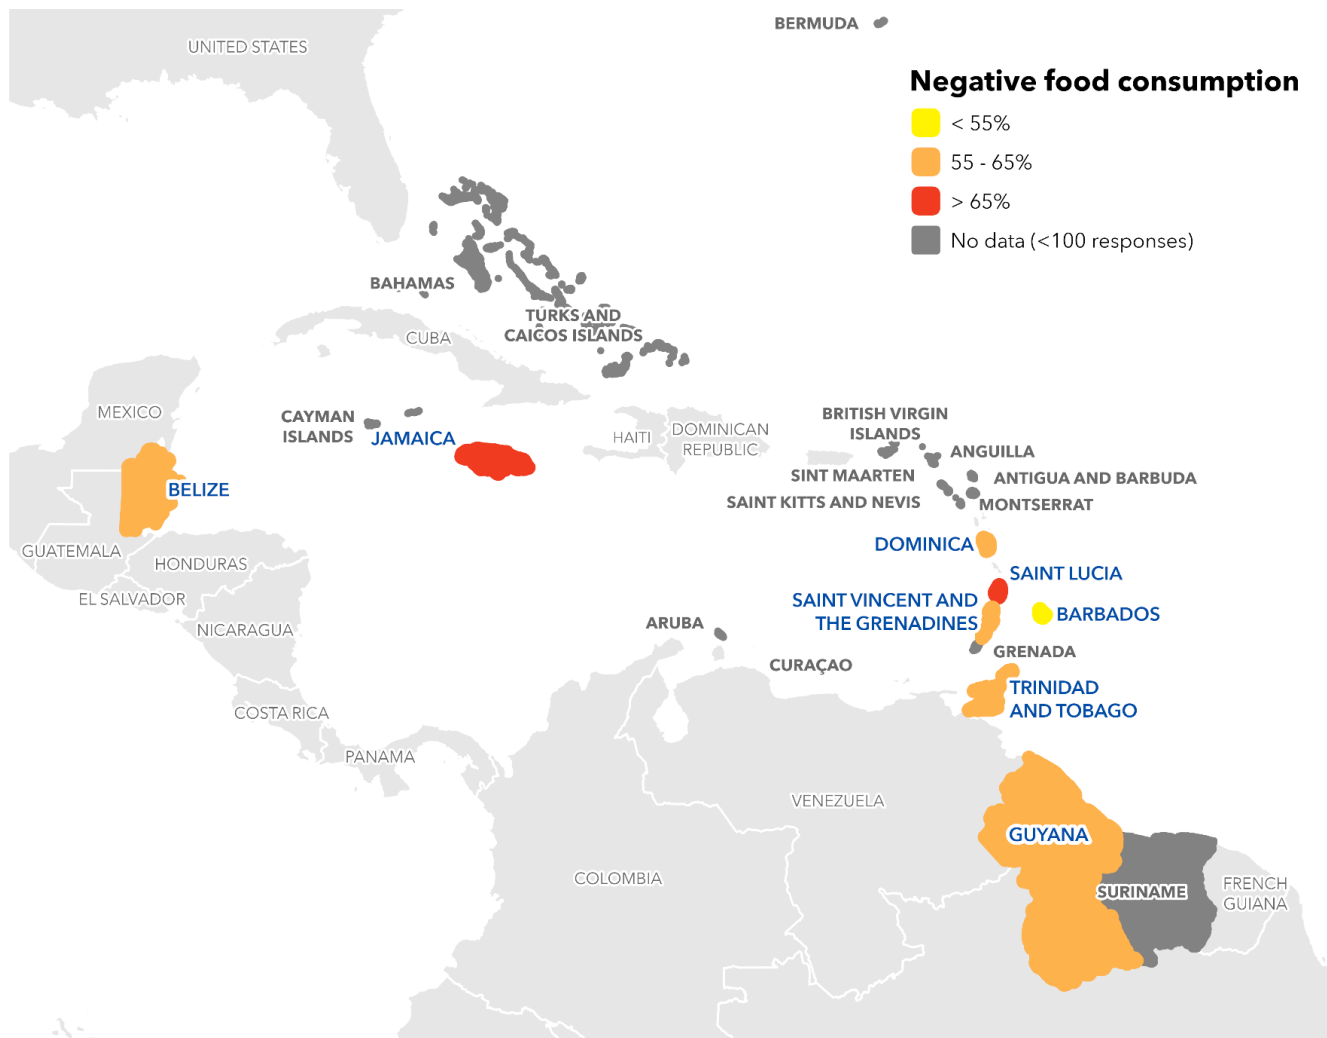 BERMUDA
UNITED STATES
Negative food consumption
< 55%
55 - 65%
> 65%
No data (<100 responses)
BAHAMAS
TURKS AND
CAICOS ISLANDS
CUBA
MEXICO
CAYMAN
ISLANDS
JAMAICA
HAITI
DOMINICAN
REPUBLIC
BRITISH VIRGIN
ISLANDS
ANGUILLA
SINT MAARTEN
ANTIGUA AND BARBUDA
SAINT KITTS AND NEVIS
MONTSERRAT
BELIZE
GUATEMALA
HONDURAS
EL SALVADOR
NICARAGUA
DOMINICA
SAINT LUCIA
SAINT VINCENT AND
THE GRENADINES
BARBADOS
ARUBA
GRENADA
CURAÇAO
TRINIDAD
AND TOBAGO
COSTA RICA
PANAMA
VENEZUELA
GUYANA
COLOMBIA
SURINAME
FRENCH
GUIANA